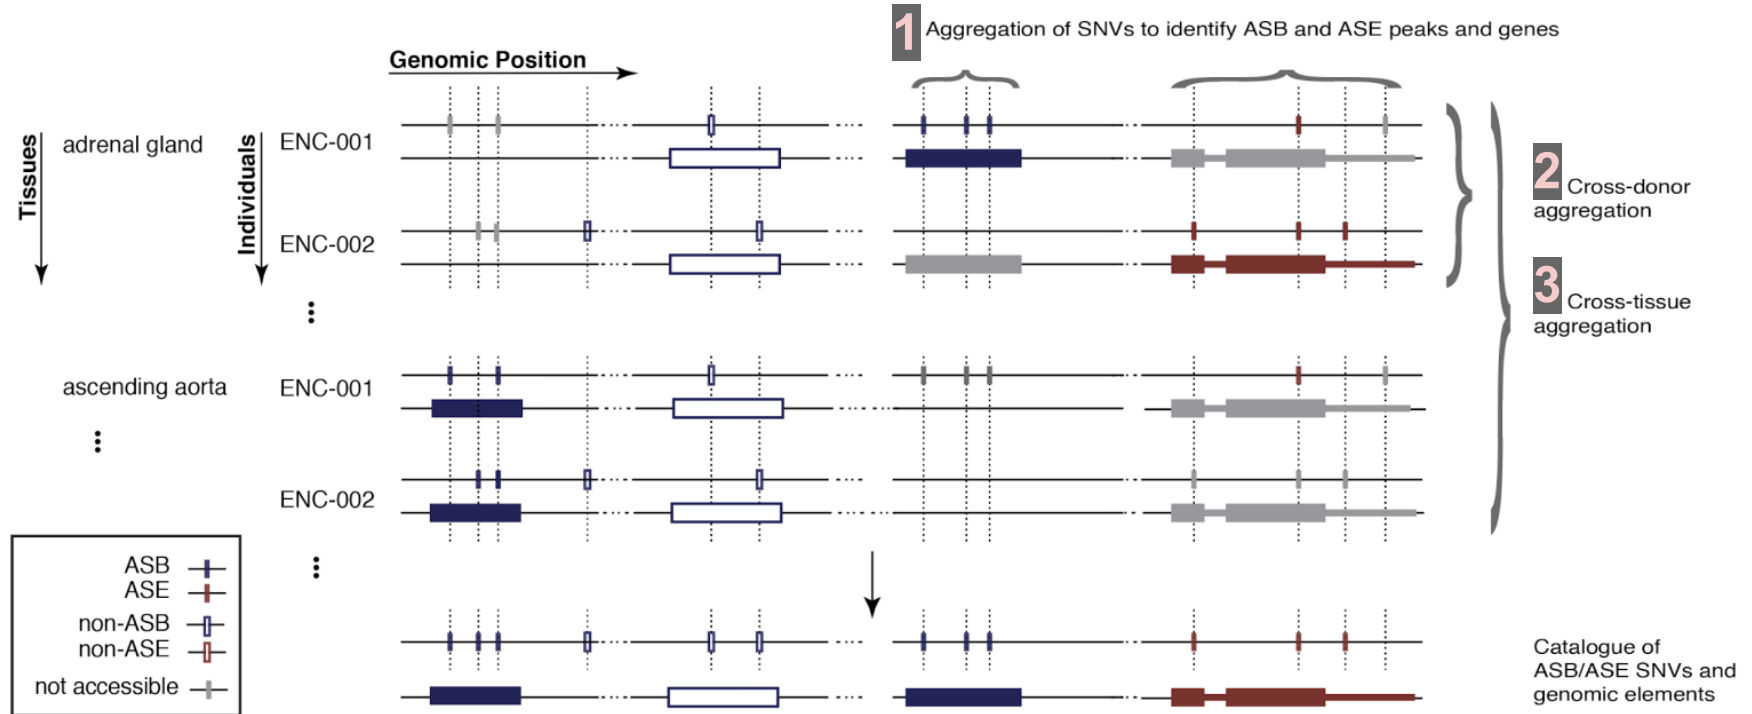 1 Aggregation of SNVs to identify ASB and ASE peaks and genes
Genomic Position
Tissues
Individuals
adrenal gland
ENC-001
ENC-002
2 Cross-donor
aggregation
3 Cross-tissue
aggregation
ascending aorta
ENC-001
ENC-002
ASB
ASE
non-ASB
non-ASE
not accessible
Catalogue of
ASB/ASE SNVs and
genomic elements